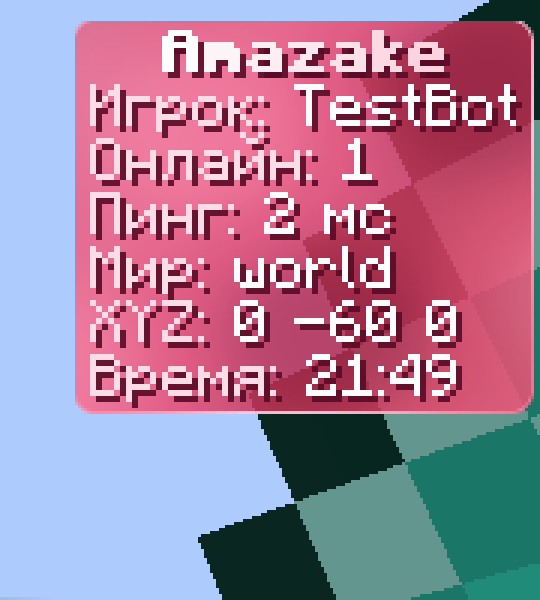 Amazake
Игрок: TestBot
Онлайн: 1
Пинг: 2 мс
Мир: world
XYZ: 0 -60 0
Время: 21:49